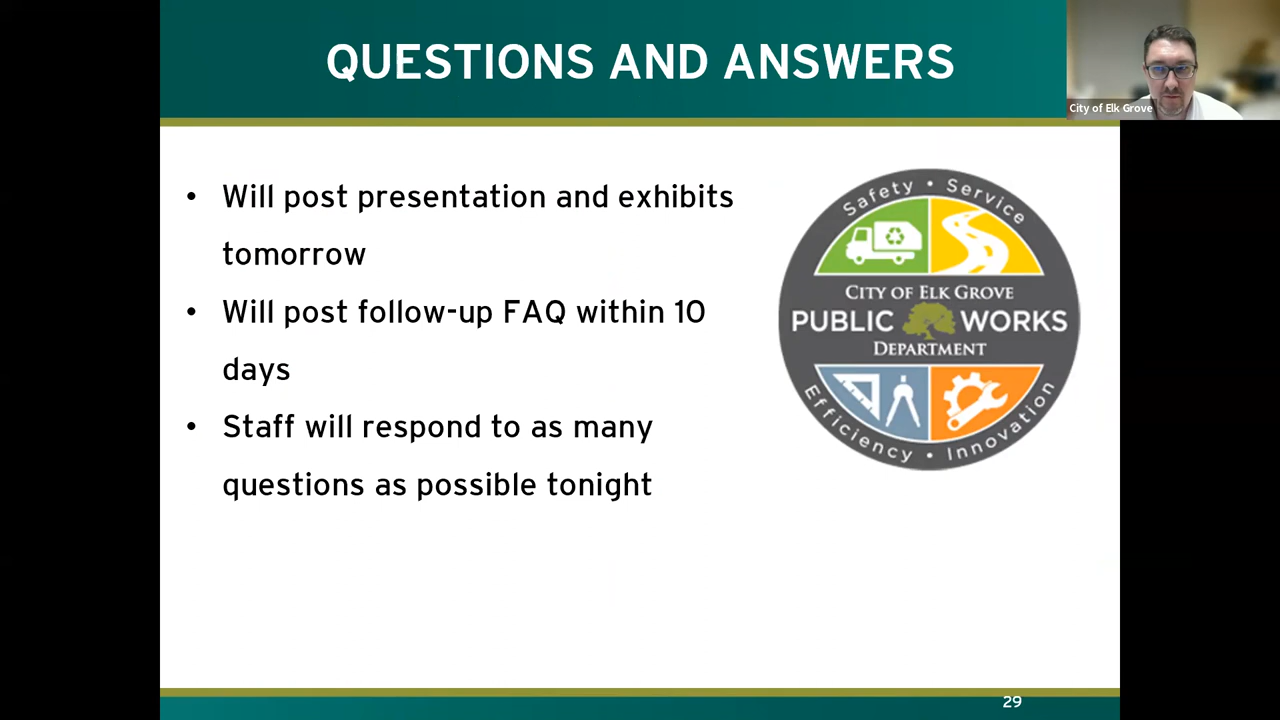 QUESTIONS AND ANSWERS
City of Elk Grove
• Will post presentation and exhibits
tomorrow
• Will post follow-up FAQ within 10
days
• Staff will respond to as many
questions as possible tonight
Safety • Service
CITY OF ELK GROVE
PUBLIC WORKS
DEPARTMENT
Efficiency • Innovation
29